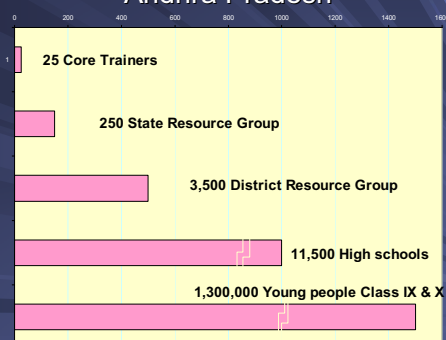 Andhra Pradesh
0 200 400 600 800 1000 1200 1400 1600
1
25 Core Trainers
250 State Resource Group
3,500 District Resource Group
11,500 High schools
1,300,000 Young people Class IX & X